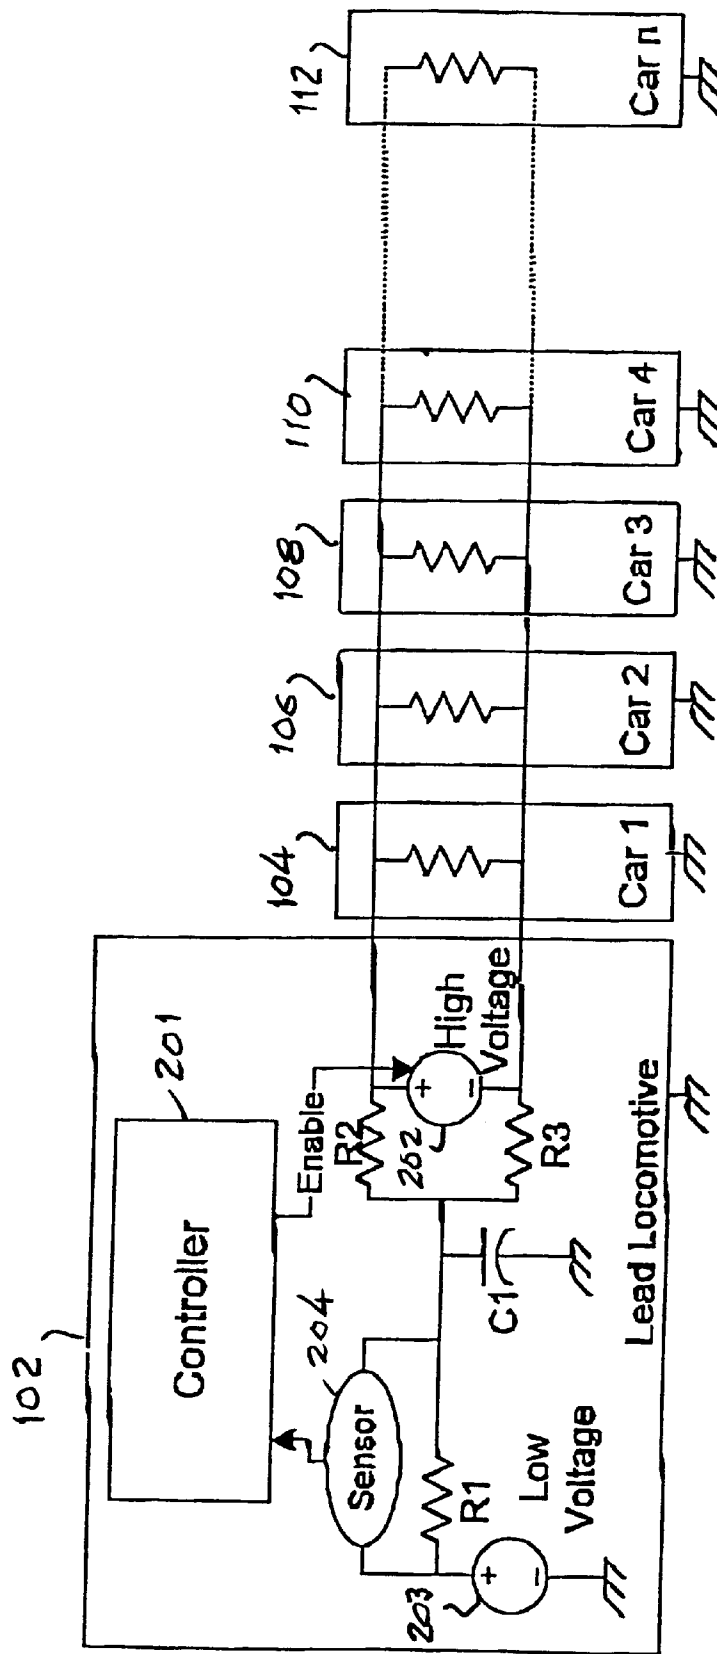 102
Controller
201
204
Sensor
Enable
R2
202
High
Voltage
R1
R3
C1
203
Low
Voltage
Lead Locomotive
104
Car 1
106
Car 2
108
Car 3
110
Car 4
112
Car n
+
−
+
−